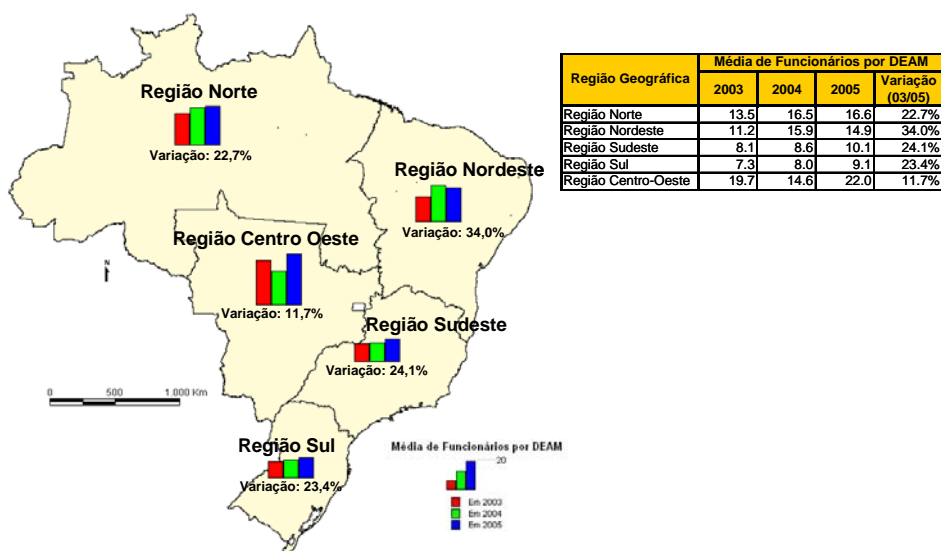 Região Norte
Variação: 22,7%
Região Nordeste
Variação: 34,0%
Região Centro Oeste
Variação: 11,7%
Região Sudeste
Variação: 24,1%
Região Sul
Variação: 23,4%
N
0 500 1.000 Km
Média de Funcionários por DEAM
20
Em 2003
Em 2004
Em 2005
Região Geográfica Média de Funcionários por DEAM
2003 2004 2005 Variação (03/05)
Região Norte 13.5 16.5 16.6 22.7%
Região Nordeste 11.2 15.9 14.9 34.0%
Região Sudeste 8.1 8.6 10.1 24.1%
Região Sul 7.3 8.0 9.1 23.4%
Região Centro-Oeste 19.7 14.6 22.0 11.7%